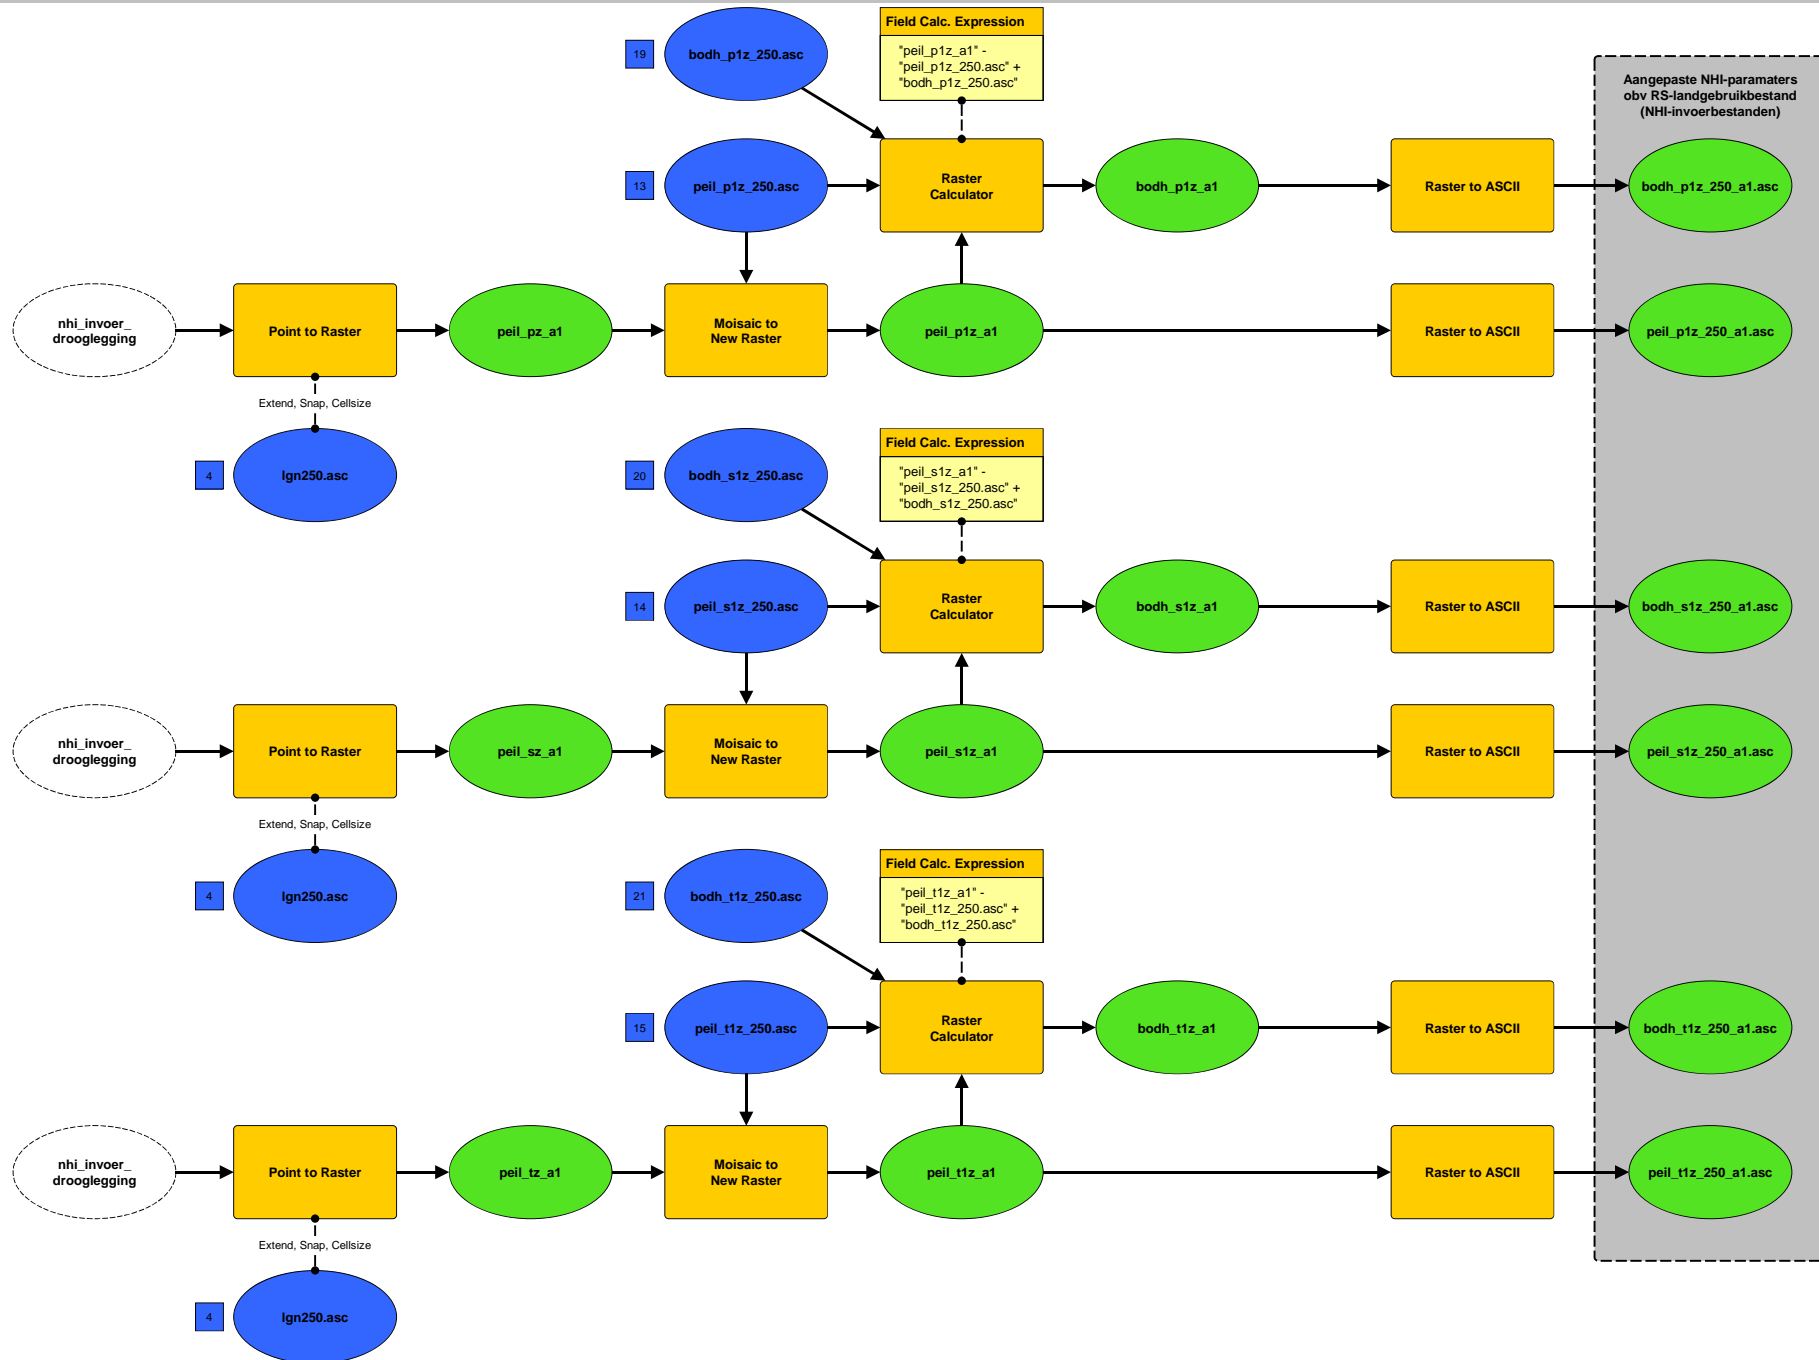 19
bodh_p1z_250.asc
Field Calc. Expression
"peil_p1z_a1" -
"peil_p1z_250.asc" +
"bodh_p1z_250.asc"
Aangepaste NHI-paramaters
obv RS-landgebruikbestand
(NHI-invoerbestanden)
13
peil_p1z_250.asc
Raster
Calculator
bodh_p1z_a1
Raster to ASCII
bodh_p1z_250_a1.asc
nhi_invoer_
drooglegging
Point to Raster
peil_pz_a1
Moisaic to
New Raster
peil_p1z_a1
Raster to ASCII
peil_p1z_250_a1.asc
Extend, Snap, Cellsize
4
lgn250.asc
20
bodh_s1z_250.asc
Field Calc. Expression
"peil_s1z_a1" -
"peil_s1z_250.asc" +
"bodh_s1z_250.asc"
14
peil_s1z_250.asc
Raster
Calculator
bodh_s1z_a1
Raster to ASCII
bodh_s1z_250_a1.asc
nhi_invoer_
drooglegging
Point to Raster
peil_sz_a1
Moisaic to
New Raster
peil_s1z_a1
Raster to ASCII
peil_s1z_250_a1.asc
Extend, Snap, Cellsize
4
lgn250.asc
21
bodh_t1z_250.asc
Field Calc. Expression
"peil_t1z_a1" -
"peil_t1z_250.asc" +
"bodh_t1z_250.asc"
15
peil_t1z_250.asc
Raster
Calculator
bodh_t1z_a1
Raster to ASCII
bodh_t1z_250_a1.asc
nhi_invoer_
drooglegging
Point to Raster
peil_tz_a1
Moisaic to
New Raster
peil_t1z_a1
Raster to ASCII
peil_t1z_250_a1.asc
Extend, Snap, Cellsize
4
lgn250.asc